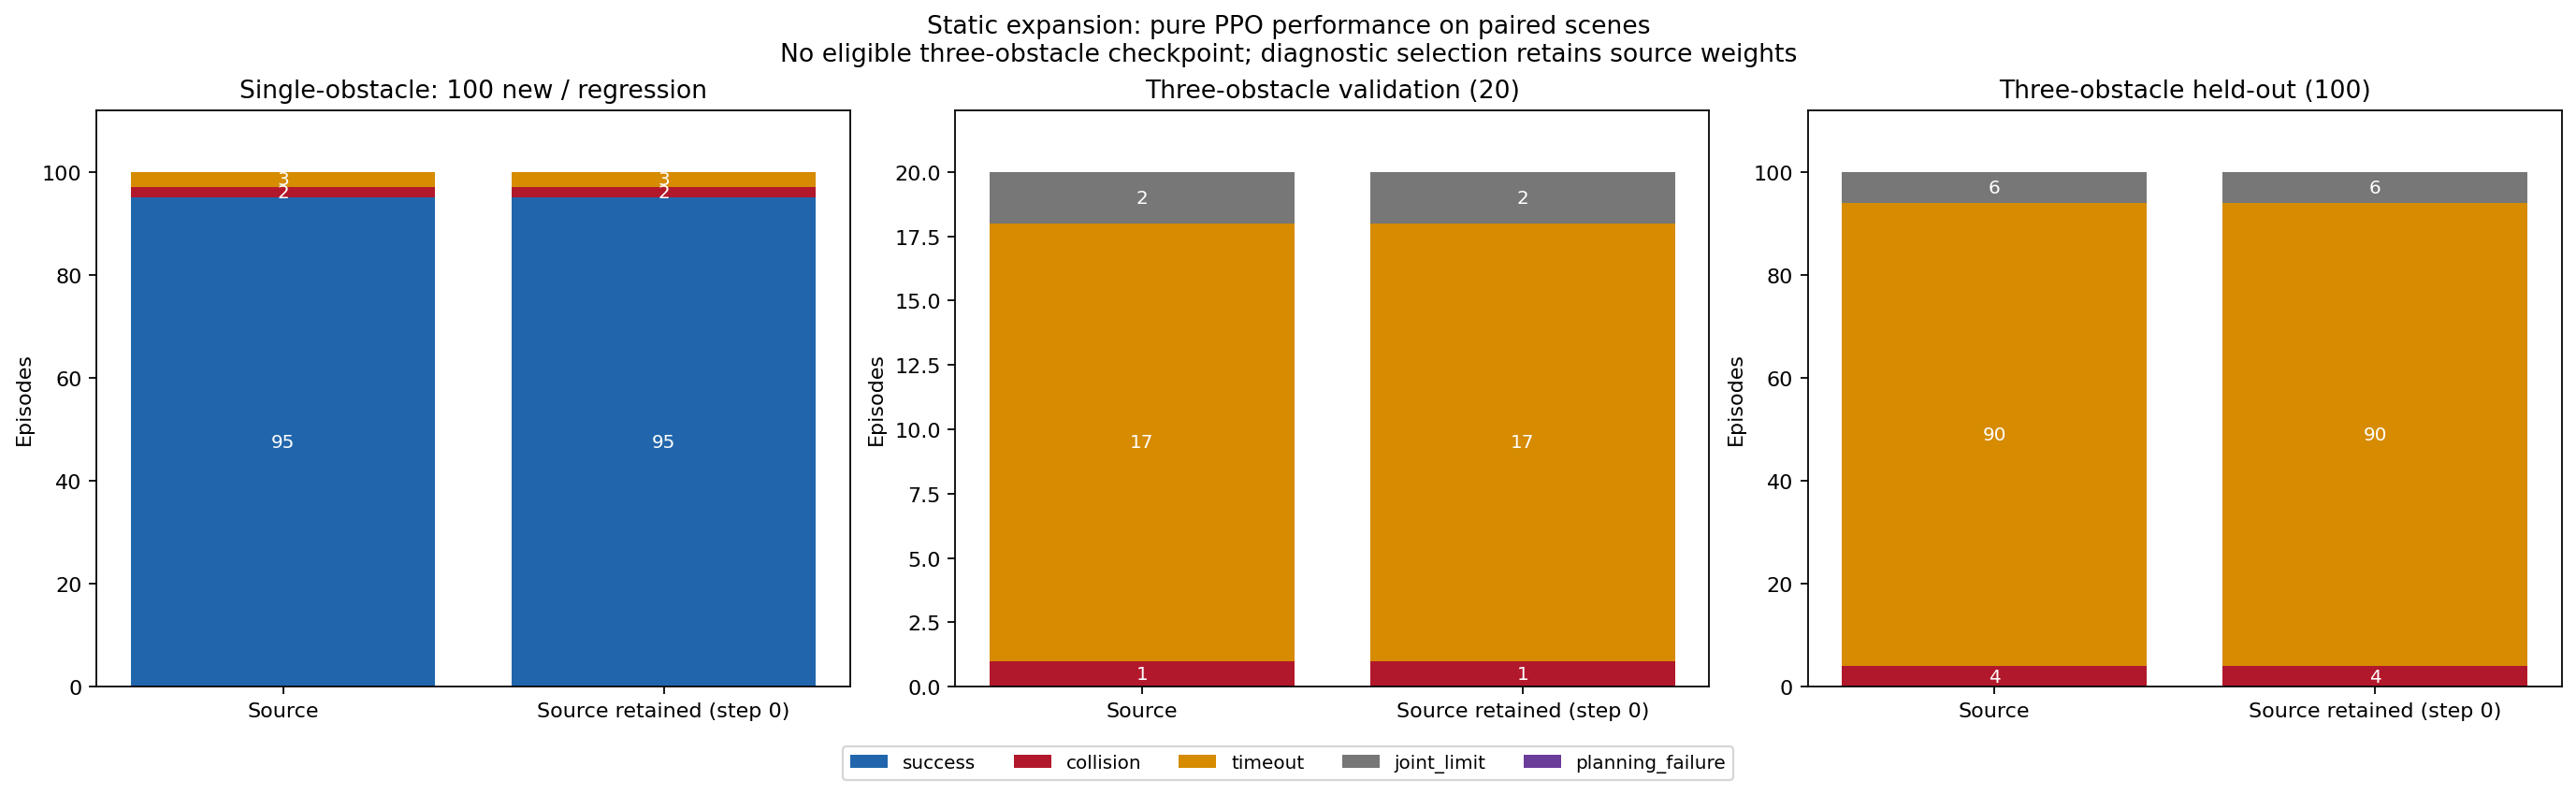 Static expansion: pure PPO performance on paired scenes
No eligible three-obstacle checkpoint; diagnostic selection retains source weights
Single-obstacle: 100 new / regression
Episodes
100
80
60
40
20
0
3
2
95
3
2
95
Source
Source retained (step 0)
Three-obstacle validation (20)
Episodes
20.0
17.5
15.0
12.5
10.0
7.5
5.0
2.5
0.0
2
17
1
2
17
1
Source
Source retained (step 0)
Three-obstacle held-out (100)
Episodes
100
80
60
40
20
0
6
90
4
6
90
4
Source
Source retained (step 0)
success
collision
timeout
joint_limit
planning_failure